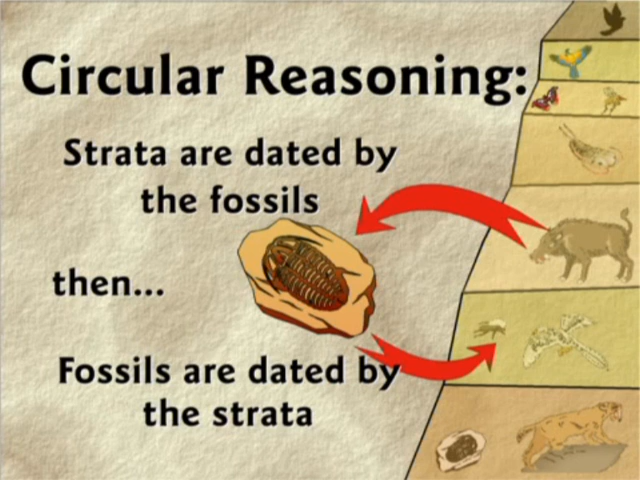 Circular Reasoning:
Strata are dated by
the fossils
then...
Fossils are dated by
the strata